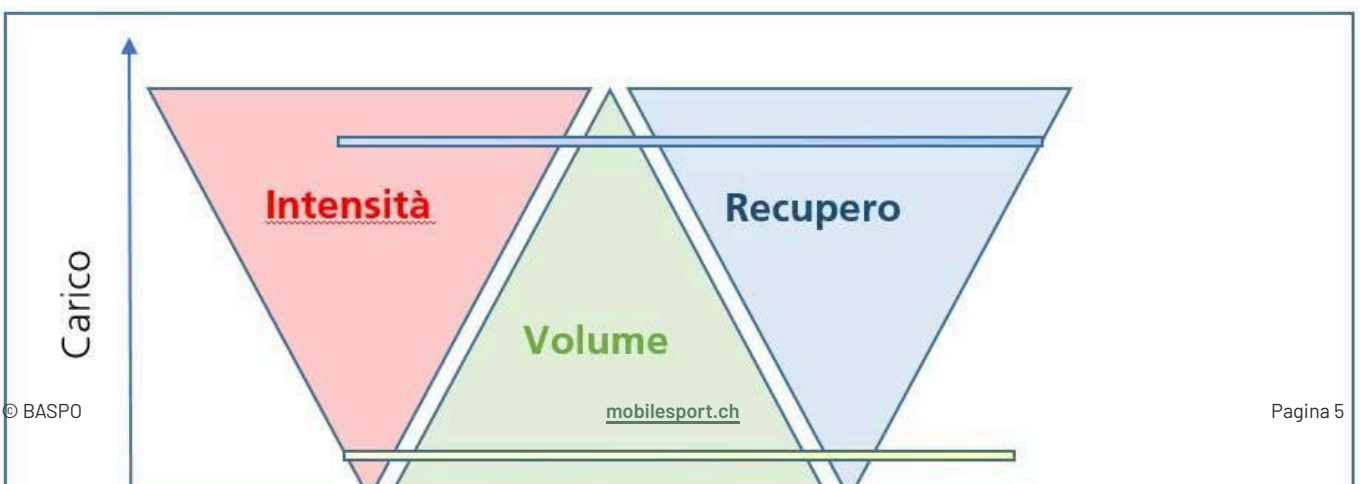 Intensità
Recupero
Volume
Carico
© BASPO
mobilesport.ch
Pagina 5